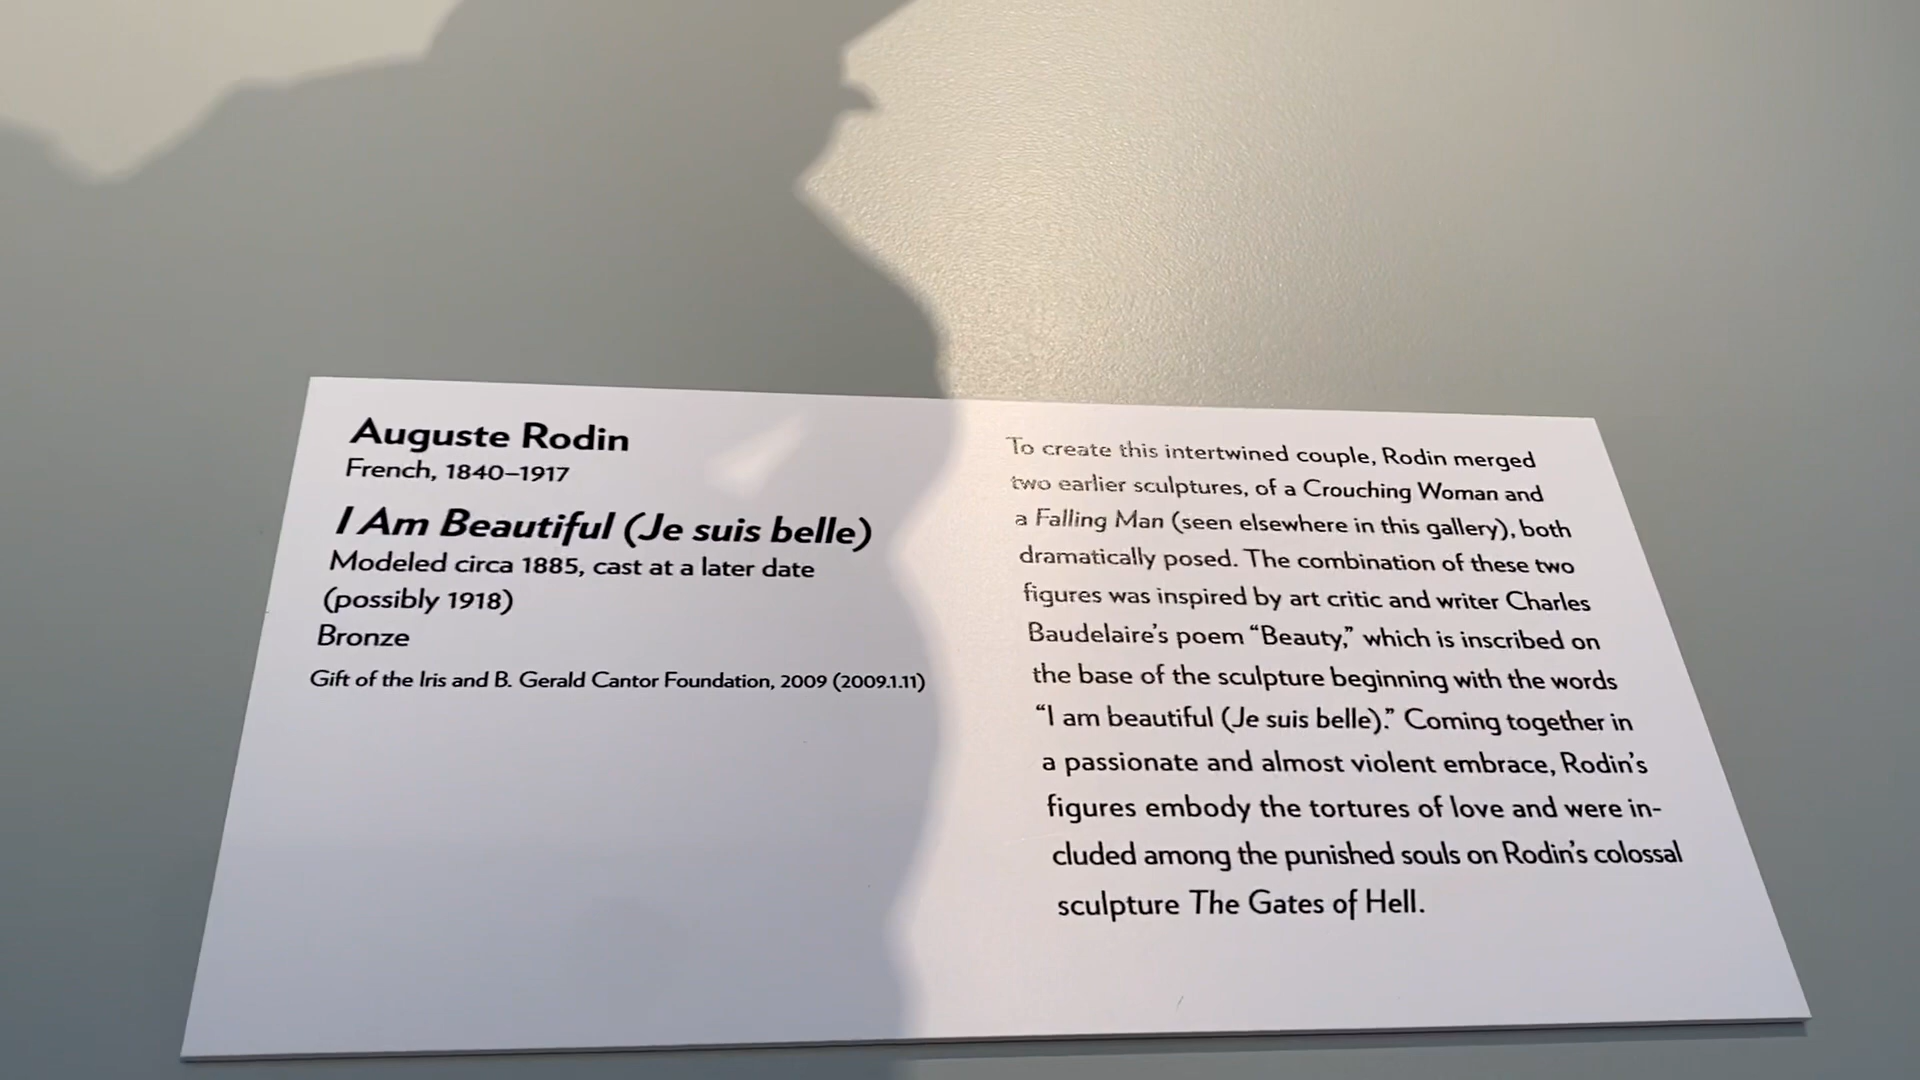 Auguste Rodin
French, 1840–1917
I Am Beautiful (Je suis belle)
Modeled circa 1885, cast at a later date
(possibly 1918)
Bronze
Gift of the Iris and B. Gerald Cantor Foundation, 2009 (2009.1.11)
To create this intertwined couple, Rodin merged
two earlier sculptures, of a Crouching Woman and
a Falling Man (seen elsewhere in this gallery), both
dramatically posed. The combination of these two
figures was inspired by art critic and writer Charles
Baudelaire’s poem “Beauty,” which is inscribed on
the base of the sculpture beginning with the words
“I am beautiful (Je suis belle).” Coming together in
a passionate and almost violent embrace, Rodin’s
figures embody the tortures of love and were in-
cluded among the punished souls on Rodin’s colossal
sculpture The Gates of Hell.